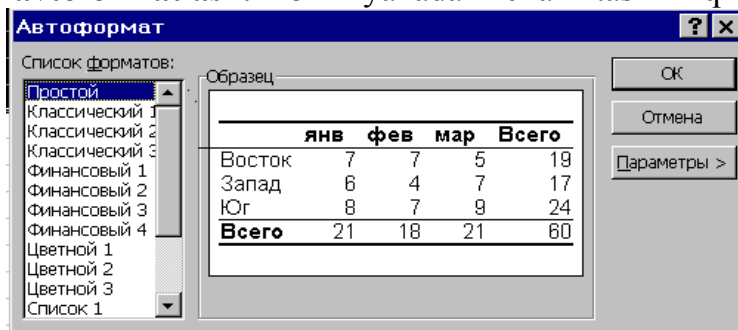 Автоформат
Список форматов:
Простой
Классический 1
Классический 2
Классический 3
Финансовый 1
Финансовый 2
Финансовый 3
Финансовый 4
Цветной 1
Цветной 2
Цветной 3
Список 1
Образец
янв фев мар Всего
Восток 7 7 5 19
Запад 6 4 7 17
Юг 8 7 9 24
Всего 21 18 21 60
ОК
Отмена
Параметры >